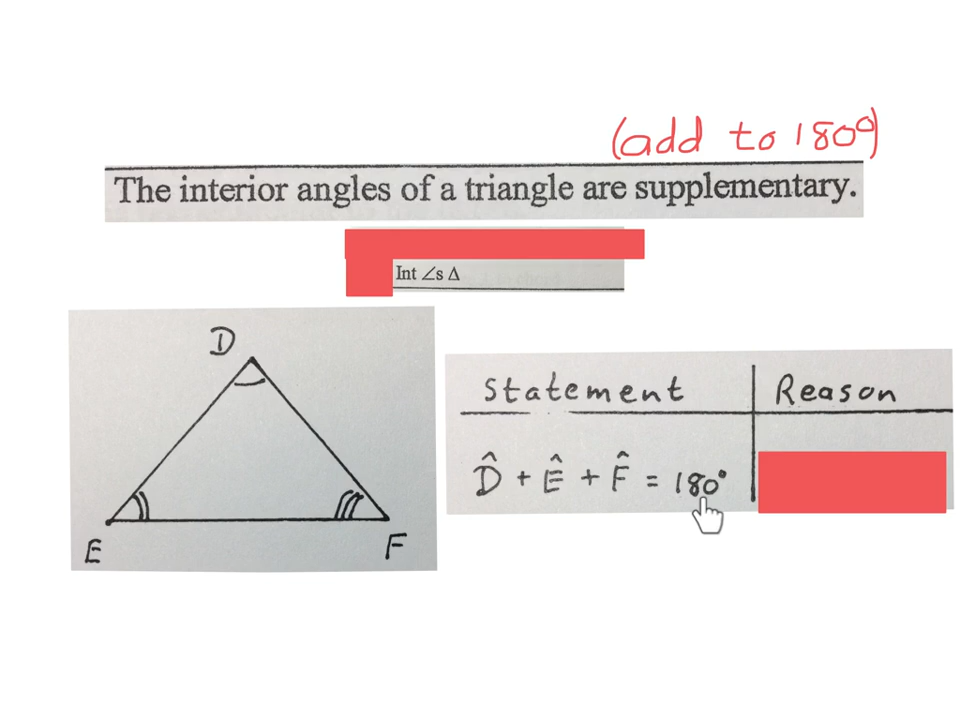 (add to 180°)
The interior angles of a triangle are supplementary.
Int ∠s Δ
D
E
F
Statement Reason
D̂ + Ê + F̂ = 180°